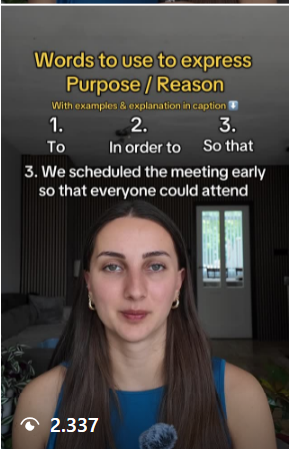 Words to use to express
Purpose / Reason
With examples & explanation in caption ⬇️
1. 2. 3.
To In order to So that
3. We scheduled the meeting early
so that everyone could attend
2.337